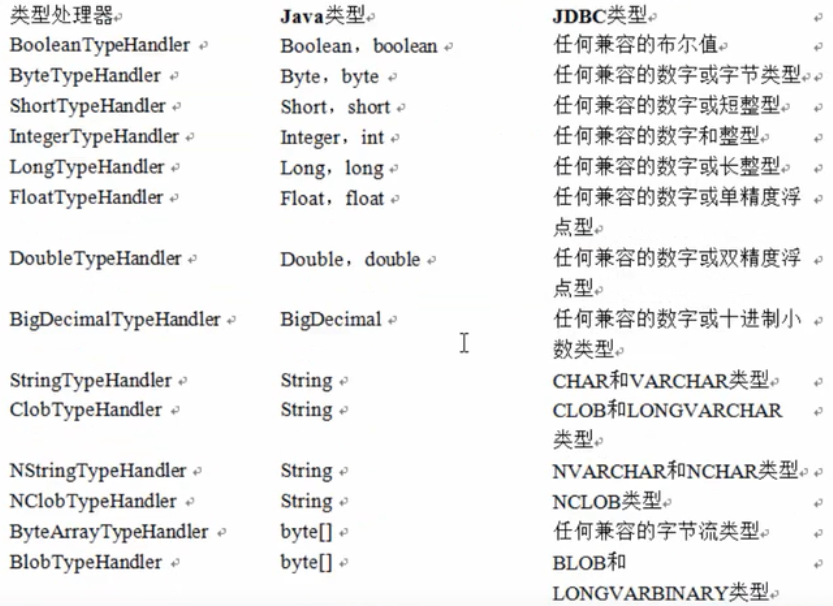 类型处理器 Java类型 JDBC类型
BooleanTypeHandler Boolean，boolean 任何兼容的布尔值
ByteTypeHandler Byte，byte 任何兼容的数字或字节类型
ShortTypeHandler Short，short 任何兼容的数字或短整型
IntegerTypeHandler Integer，int 任何兼容的数字和整型
LongTypeHandler Long，long 任何兼容的数字或长整型
FloatTypeHandler Float，float 任何兼容的数字或单精度浮
点型
DoubleTypeHandler Double，double 任何兼容的数字或双精度浮
点型
BigDecimalTypeHandler BigDecimal 任何兼容的数字或十进制小
数类型
StringTypeHandler String CHAR和VARCHAR类型
ClobTypeHandler String CLOB和LONGVARCHAR
类型
NStringTypeHandler String NVARCHAR和NCHAR类型
NClobTypeHandler String NCLOB类型
ByteArrayTypeHandler byte[] 任何兼容的字节流类型
BlobTypeHandler byte[] BLOB和
LONGVARBINARY类型